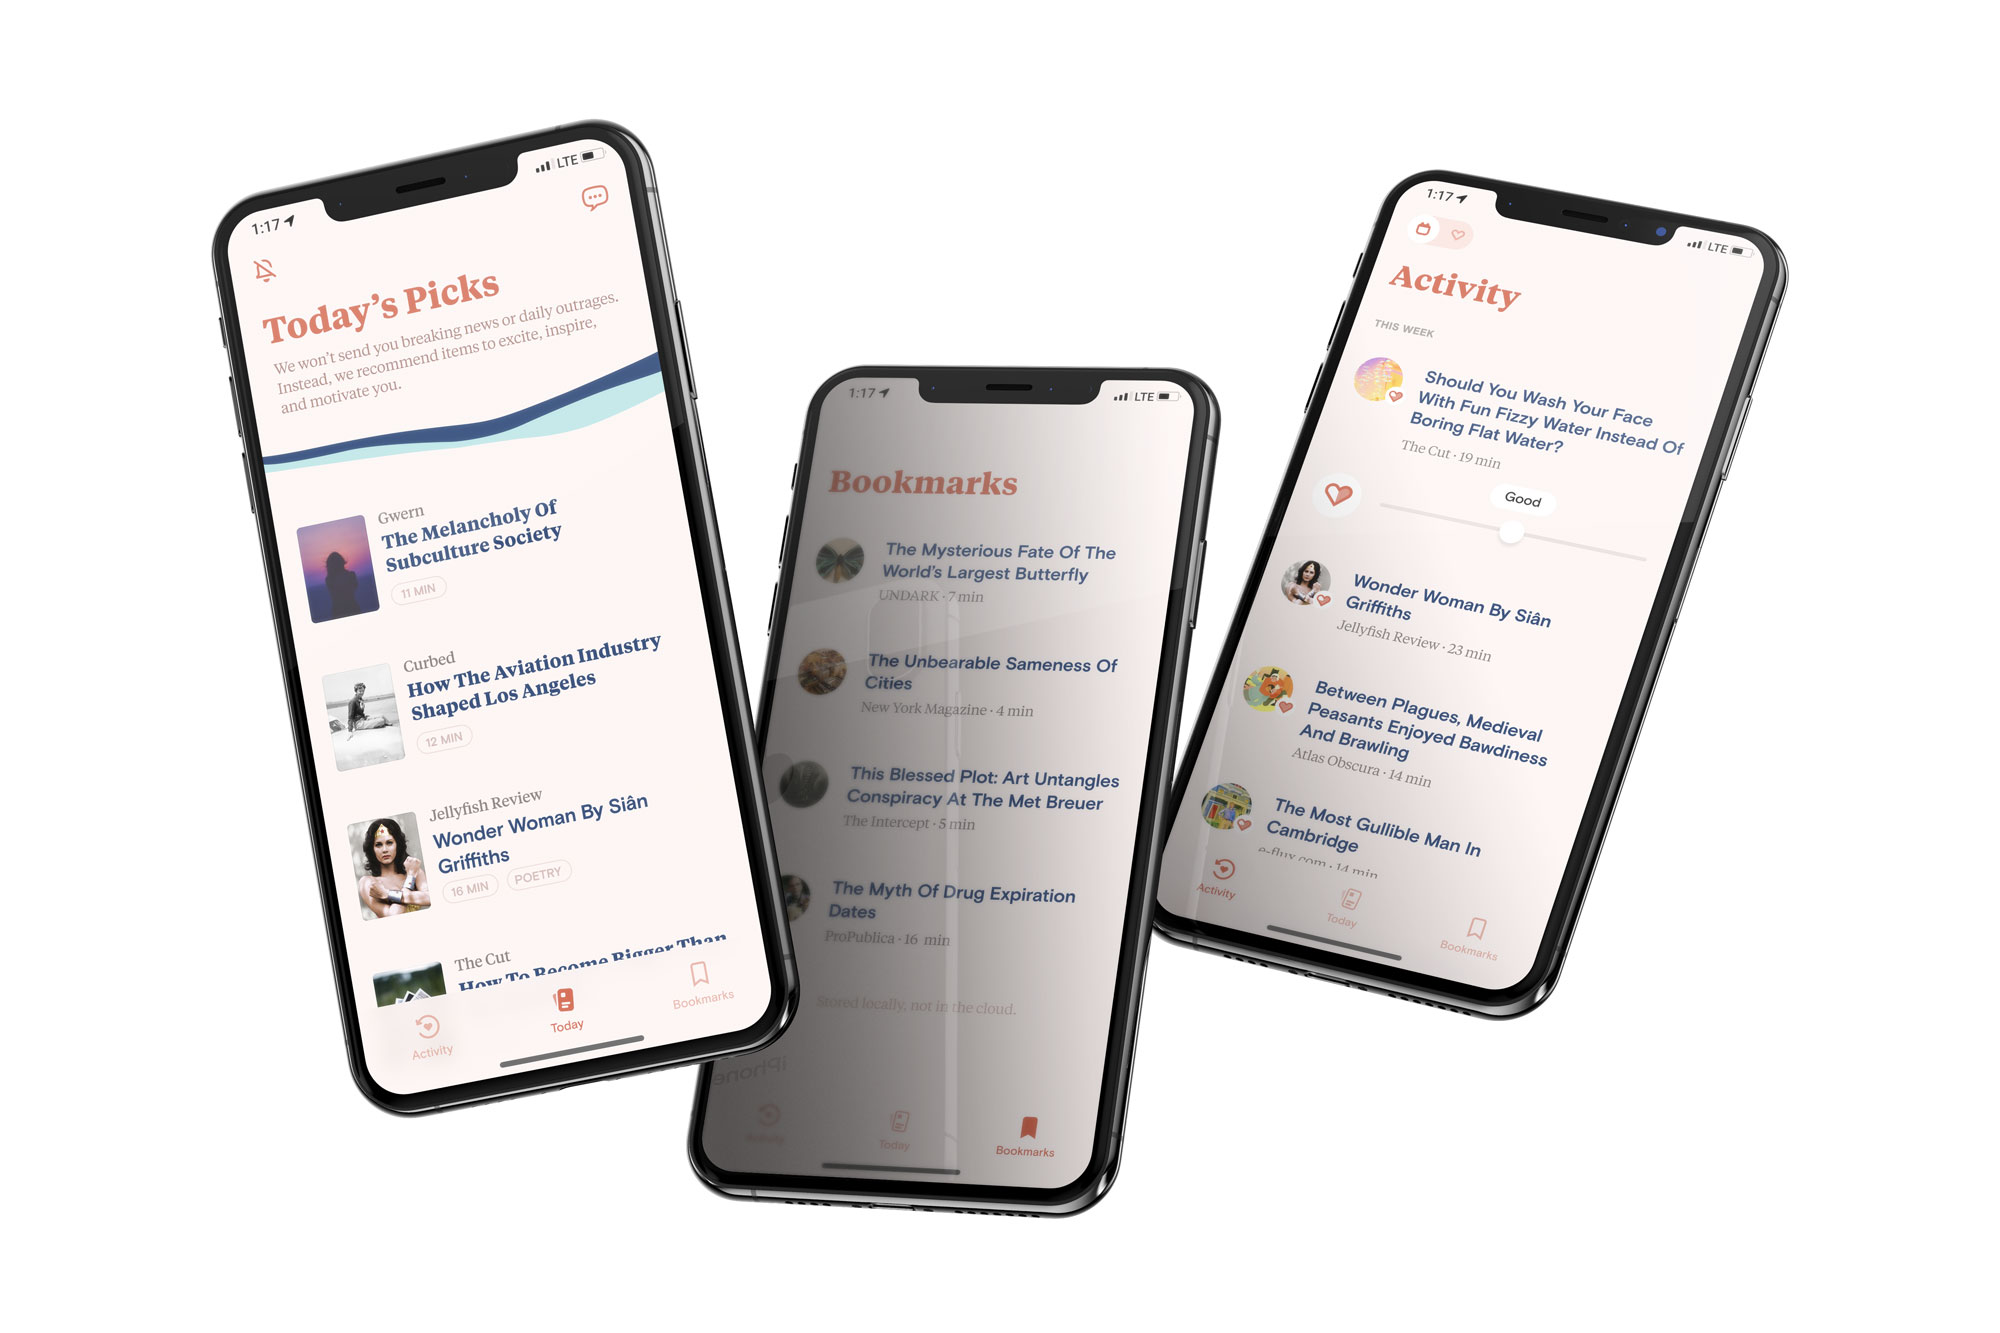 1:17
LTE
Today's Picks
We won't send you breaking news or daily outrages.
Instead, we recommend items to excite, inspire,
and motivate you.
Gwern
The Melancholy Of
Subculture Society
11 MIN
Curbed
How The Aviation Industry
Shaped Los Angeles
12 MIN
Jellyfish Review
Wonder Woman By Siân
Griffiths
16 MIN
POETRY
The Cut
How To Become Bigger Than
Activity
Today
Bookmarks
1:17
LTE
Bookmarks
The Mysterious Fate Of The
World's Largest Butterfly
UNDARK · 7 min
The Unbearable Sameness Of
Cities
New York Magazine · 4 min
This Blessed Plot: Art Untangles
Conspiracy At The Met Breuer
The Intercept · 5 min
The Myth Of Drug Expiration
Dates
ProPublica · 16 min
Stored locally, not in the cloud.
iPhone
Activity
Today
Bookmarks
1:17
LTE
Activity
THIS WEEK
Should You Wash Your Face
With Fun Fizzy Water Instead Of
Boring Flat Water?
The Cut · 19 min
Good
Wonder Woman By Siân
Griffiths
Jellyfish Review · 23 min
Between Plagues, Medieval
Peasants Enjoyed Bawdiness
And Brawling
Atlas Obscura · 14 min
The Most Gullible Man In
Cambridge
e-flux.com · 14 min
Activity
Today
Bookmarks